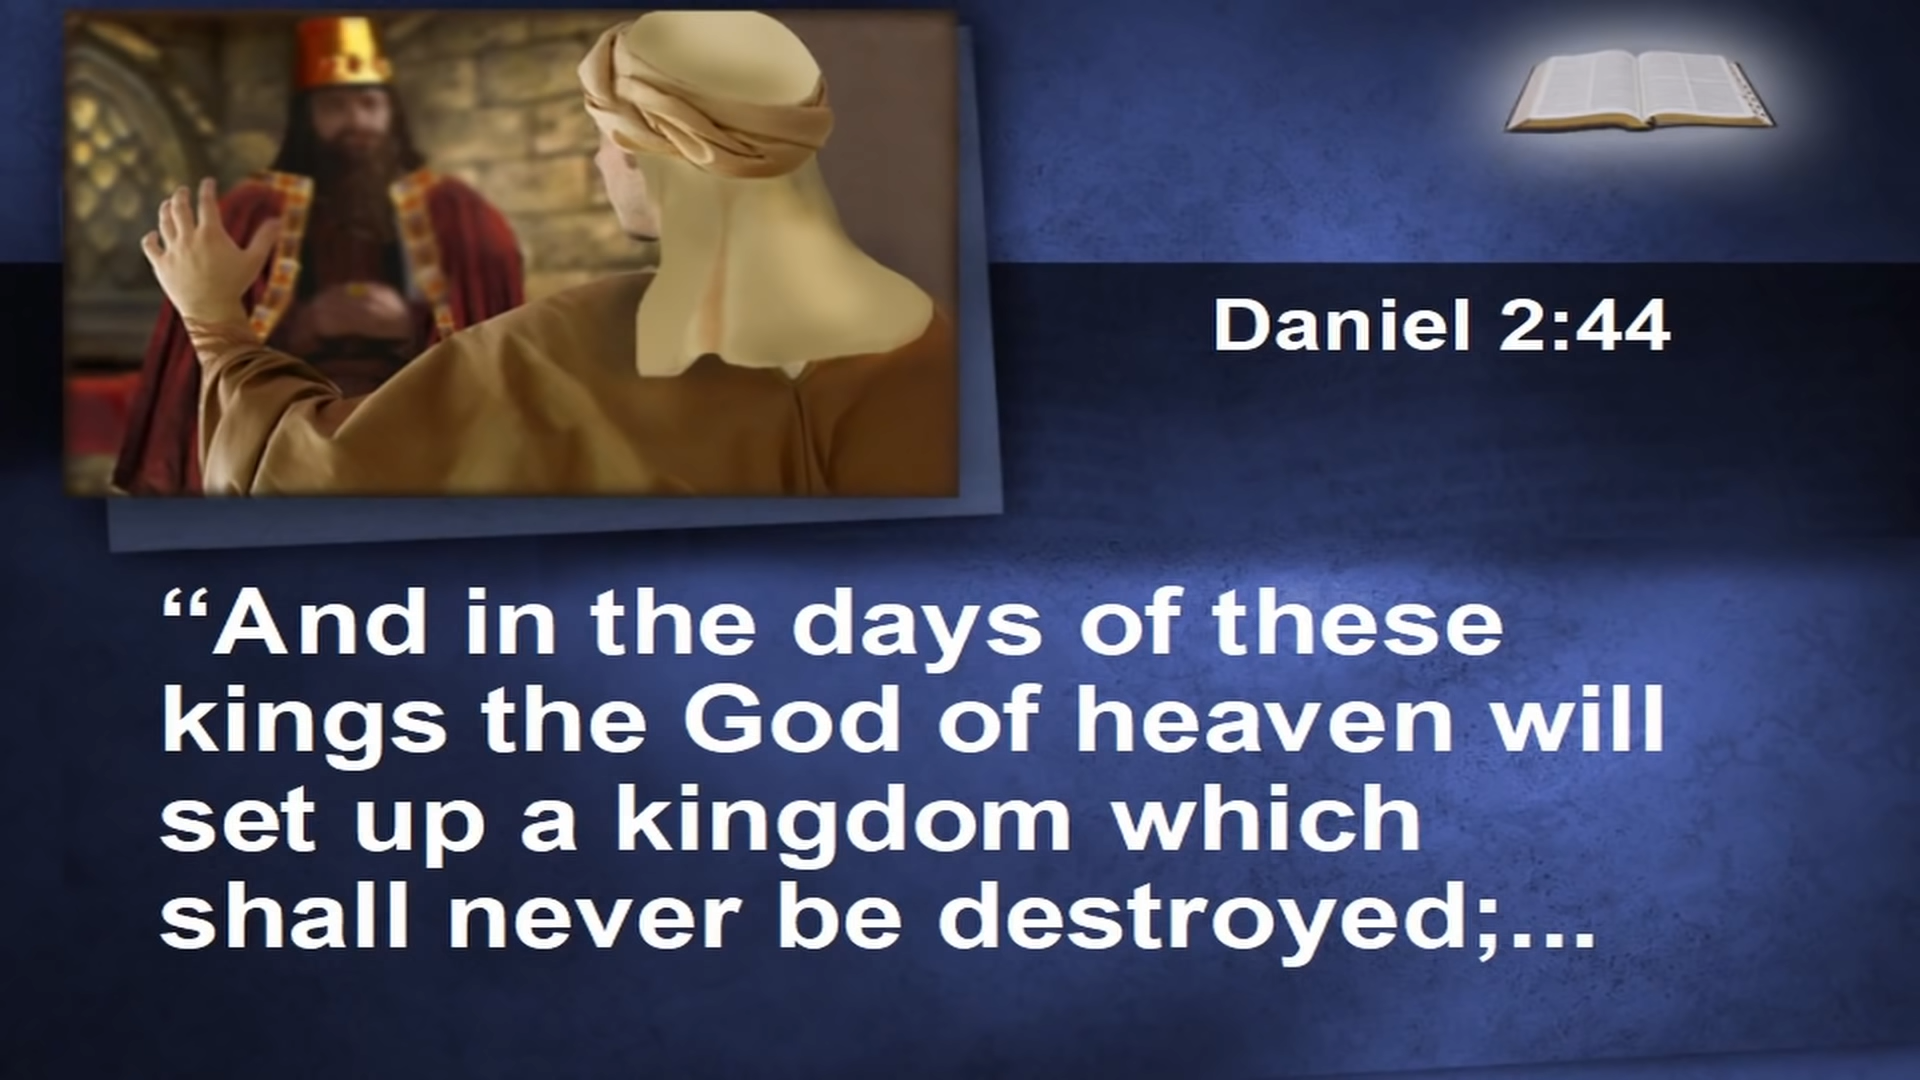 Daniel 2:44
“And in the days of these
kings the God of heaven will
set up a kingdom which
shall never be destroyed;...